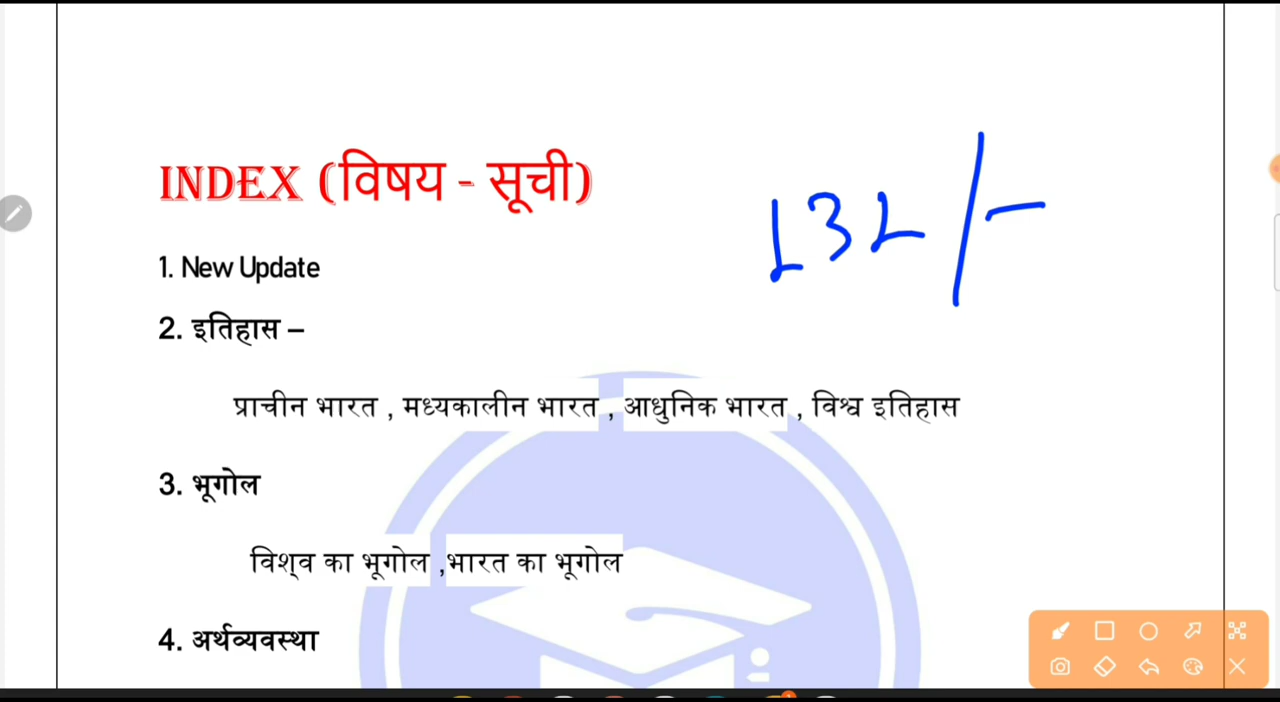 INDEX (विषय - सूची)
132/-
1. New Update
2. इतिहास –
प्राचीन भारत , मध्यकालीन भारत , आधुनिक भारत , विश्व इतिहास
3. भूगोल
विश्‌व का भूगोल ,भारत का भूगोल
4. अर्थव्यवस्था